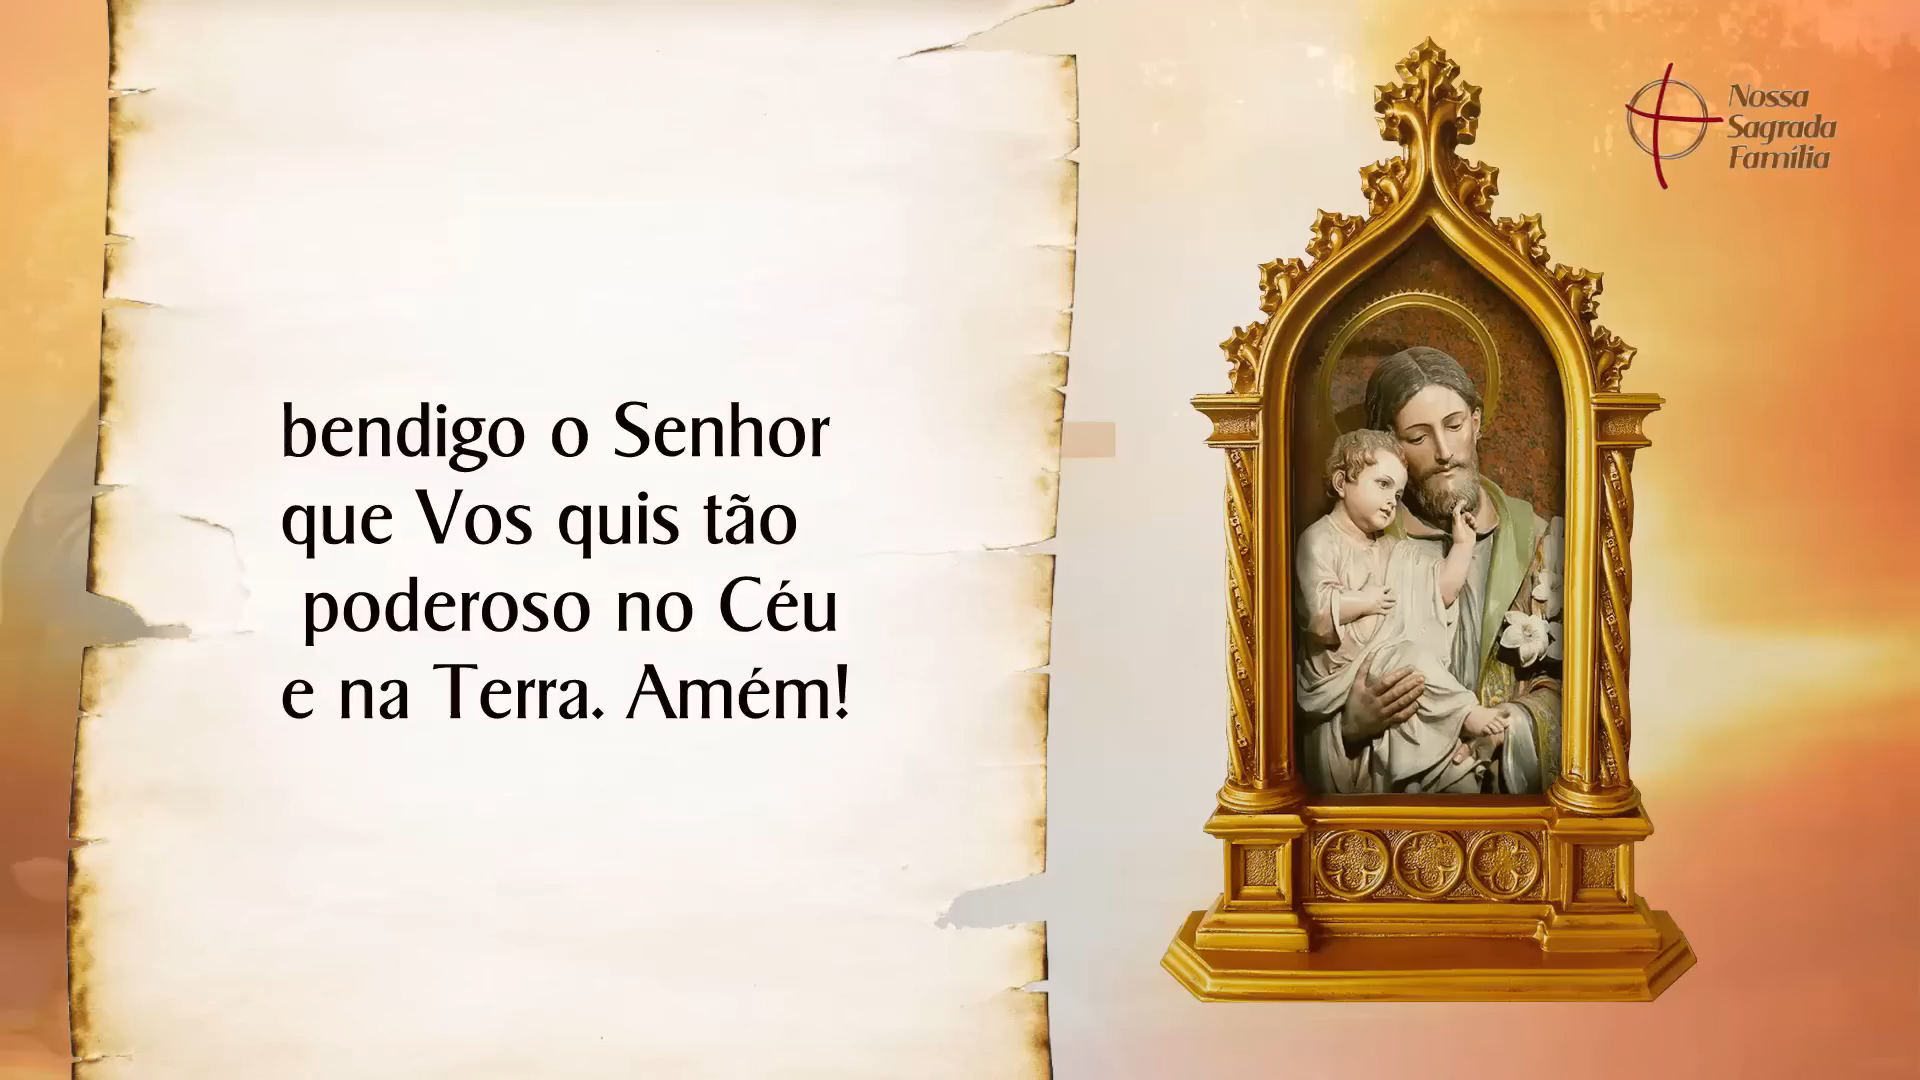 bendigo o Senhor
que Vos quis tão
poderoso no Céu
e na Terra. Amém!
Nossa
Sagrada
Família